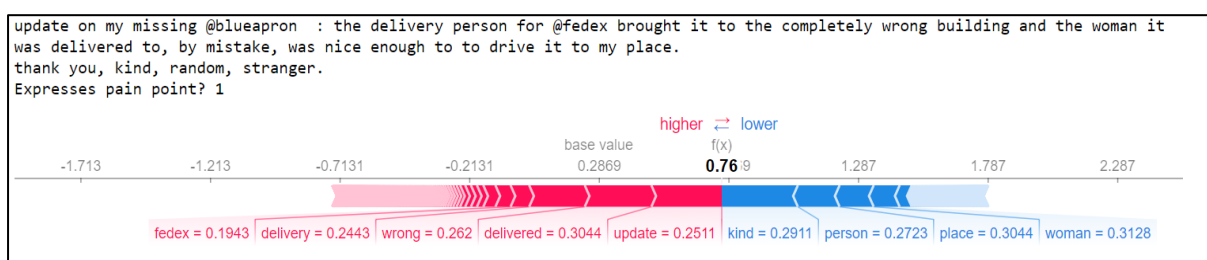 update on my missing @blueapron  : the delivery person for @fedex brought it to the completely wrong building and the woman it
was delivered to, by mistake, was nice enough to to drive it to my place.
thank you, kind, random, stranger.
Expresses pain point? 1
higher ⇄ lower
base value f(x)
-1.713 -1.213 -0.7131 -0.2131 0.2869 0.76 1.287 1.787 2.287
fedex = 0.1943 delivery = 0.2443 wrong = 0.262 delivered = 0.3044 update = 0.2511 kind = 0.2911 person = 0.2723 place = 0.3044 woman = 0.3128